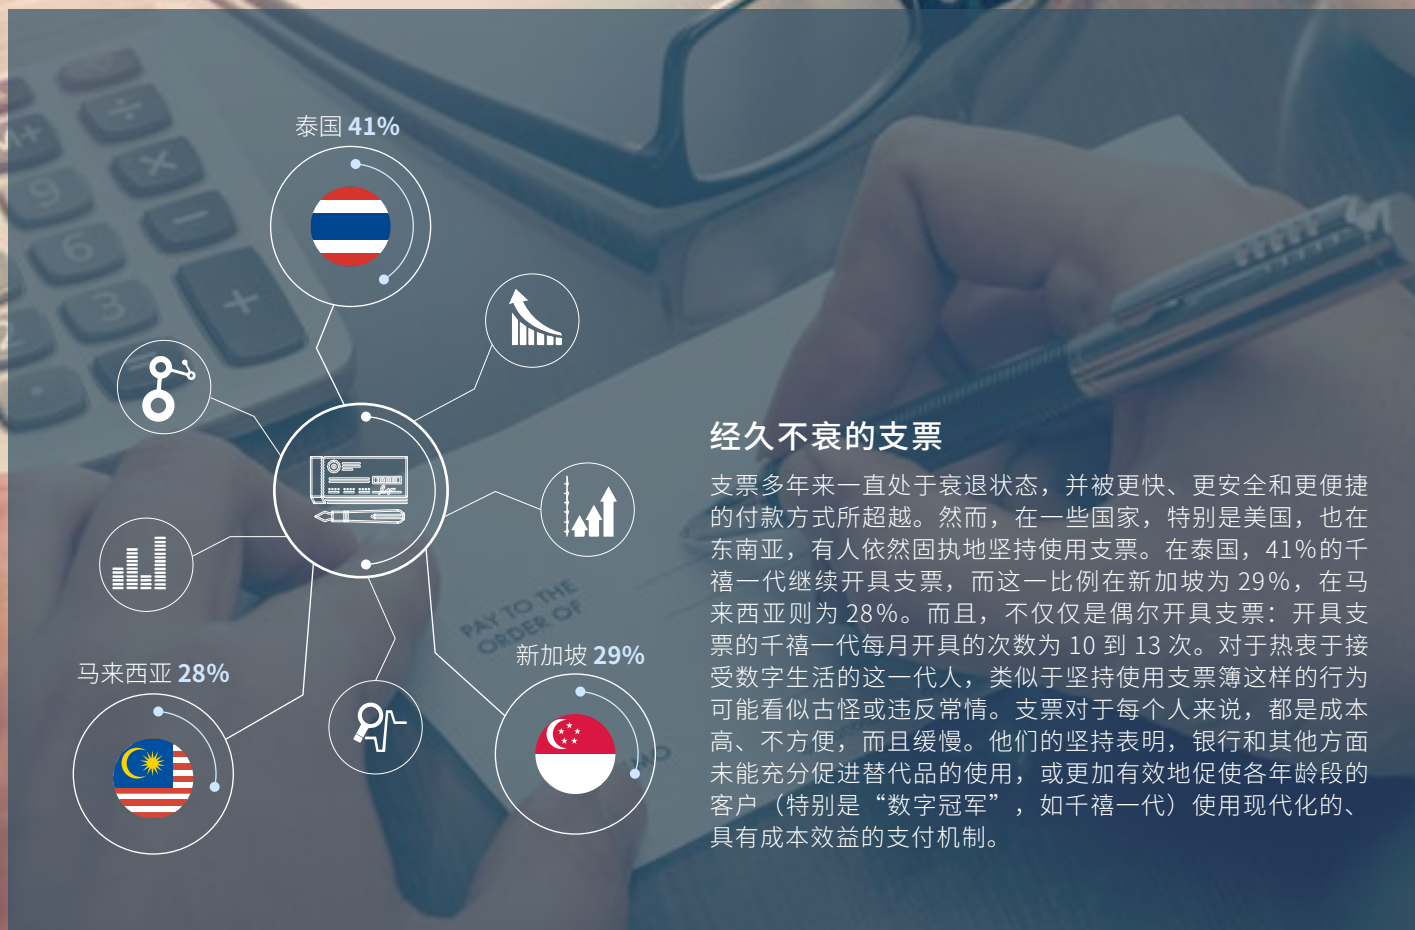 泰国 41%
经久不衰的支票
支票多年来一直处于衰退状态，并被更快、更安全和更便捷
的付款方式所超越。然而，在一些国家，特别是美国，也在
东南亚，有人依然固执地坚持使用支票。在泰国，41%的千
禧一代继续开具支票，而这一比例在新加坡为 29%，在马
来西亚则为 28%。而且，不仅仅是偶尔开具支票：开具支
票的千禧一代每月开具的次数为 10 到 13 次。对于热衷于接
受数字生活的这一代人，类似于坚持使用支票簿这样的行为
可能看似古怪或违反常情。支票对于每个人来说，都是成本
高、不方便，而且缓慢。他们的坚持表明，银行和其他方面
未能充分促进替代品的使用，或更加有效地促使各年龄段的
客户（特别是“数字冠军”，如千禧一代）使用现代化的、
具有成本效益的支付机制。
PAY TO THE
ORDER OF
新加坡 29%
马来西亚 28%
÷
×
9
−
6
+
3